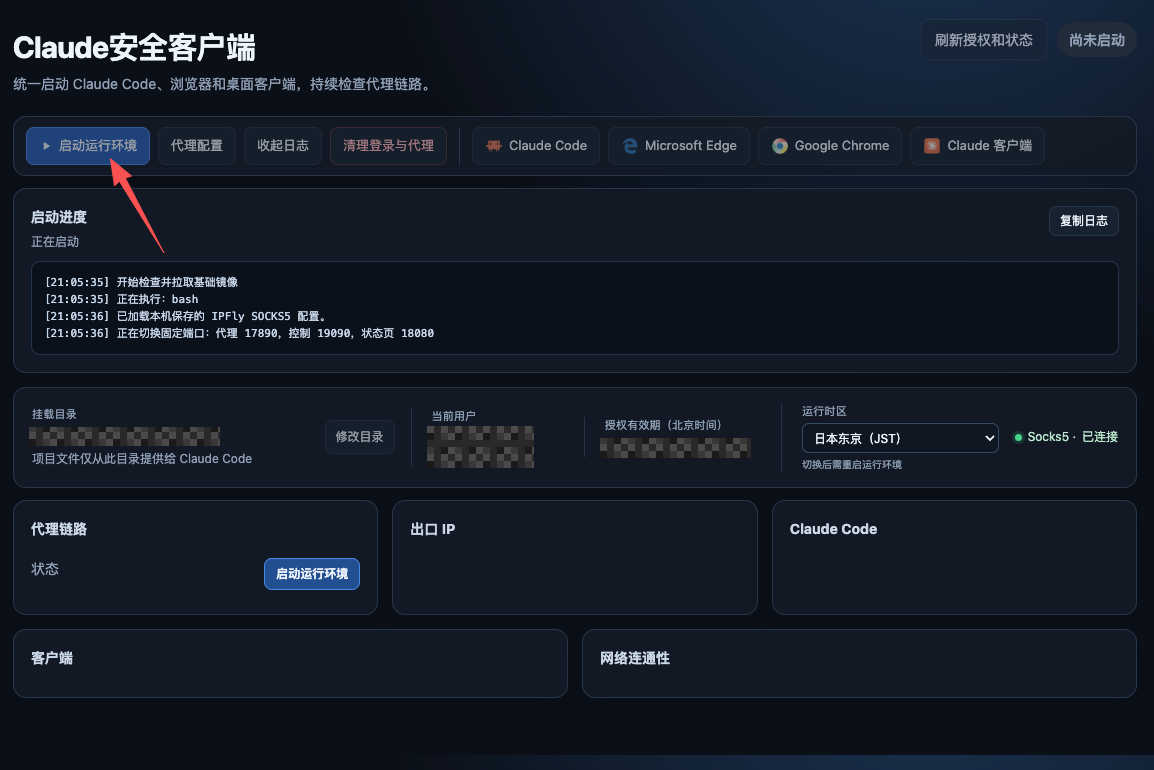 Claude安全客户端
统一启动 Claude Code、浏览器和桌面客户端，持续检查代理链路。
刷新授权和状态
尚未启动
启动运行环境
代理配置
收起日志
清理登录与代理
Claude Code
Microsoft Edge
Google Chrome
Claude 客户端
启动进度
正在启动
复制日志
[21:05:35] 开始检查并拉取基础镜像
[21:05:35] 正在执行：bash
[21:05:36] 已加载本机保存的 IPFly SOCKS5 配置。
[21:05:36] 正在切换固定端口：代理 17890，控制 19090，状态页 18080
挂载目录
项目文件仅从此目录提供给 Claude Code
修改目录
当前用户
授权有效期（北京时间）
运行时区
日本东京（JST）
切换后需重启运行环境
Socks5 · 已连接
代理链路
状态
启动运行环境
出口 IP
Claude Code
客户端
网络连通性